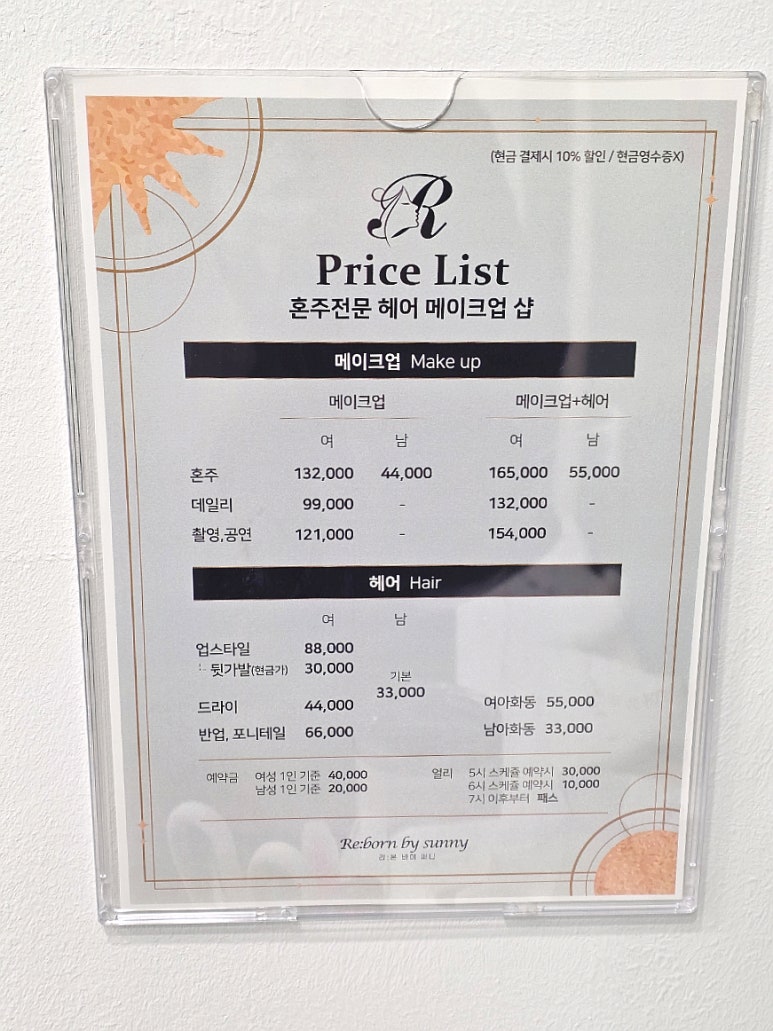 (현금 결제시 10% 할인 / 현금영수증X)
R
Price List
혼주전문 헤어 메이크업 샵
메이크업 Make up
메이크업 메이크업+헤어
여 남 여 남
혼주 132,000 44,000 165,000 55,000
데일리 99,000 - 132,000 -
촬영,공연 121,000 - 154,000 -
헤어 Hair
여 남
업스타일 88,000
뒷가발(현금가) 30,000
기본
33,000
드라이 44,000 여아화동 55,000
반업, 포니테일 66,000 남아화동 33,000
예약금 여성 1인 기준 40,000 얼리 5시 스케쥴 예약시 30,000
남성 1인 기준 20,000 6시 스케쥴 예약시 10,000
7시 이후부터 패스
Re:born by sunny
리:본 바이 써니